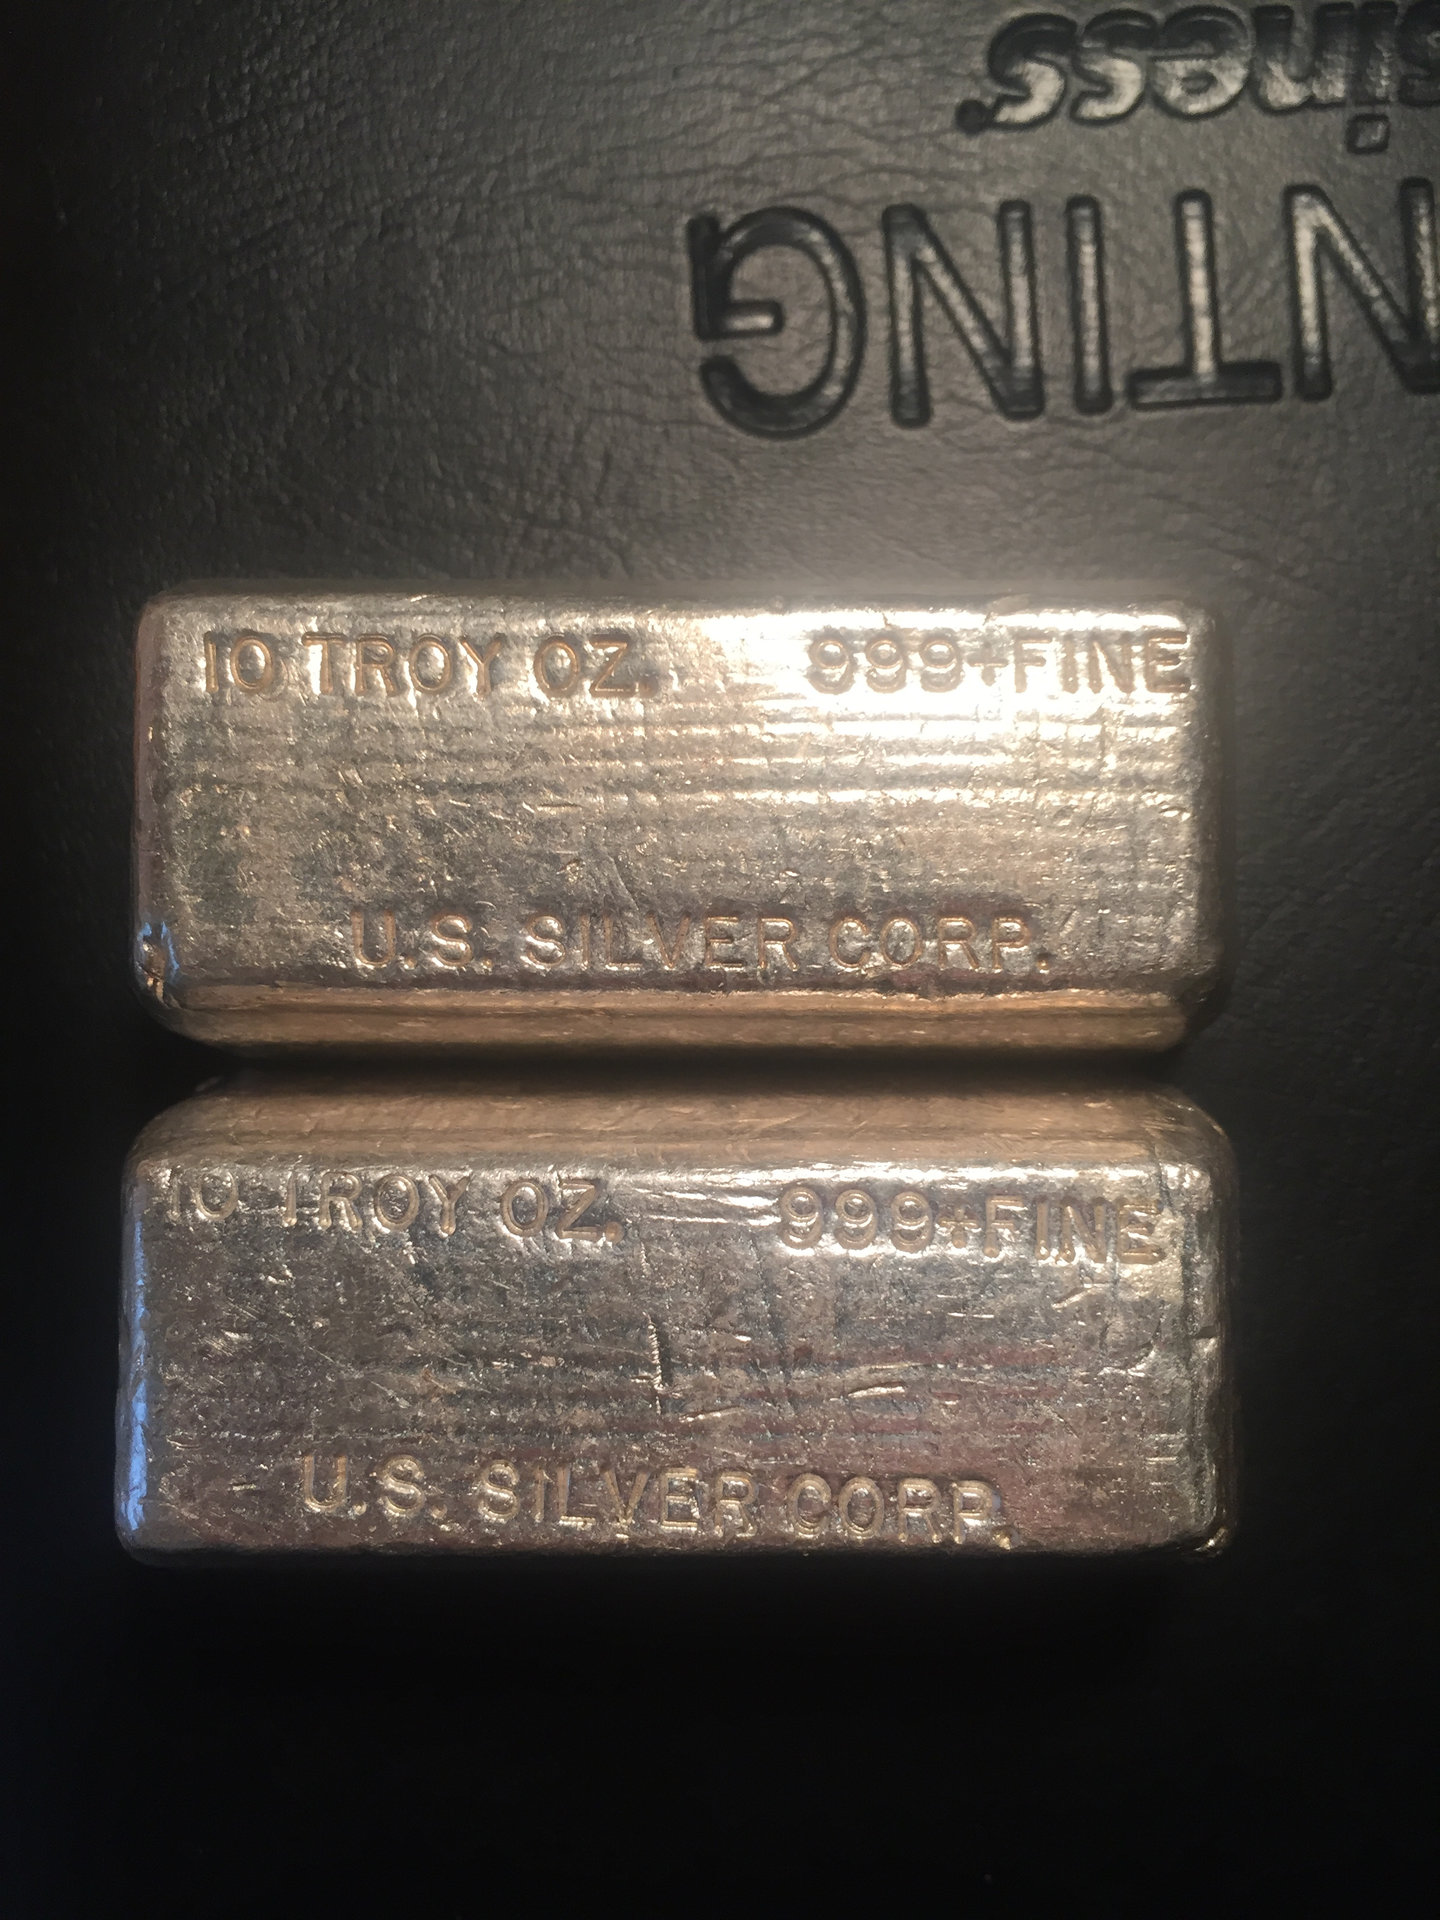 siness.
NTING
10 TROY OZ. 999+FINE
U.S. SILVER CORP.
10 TROY OZ. 999+FINE
U.S. SILVER CORP.